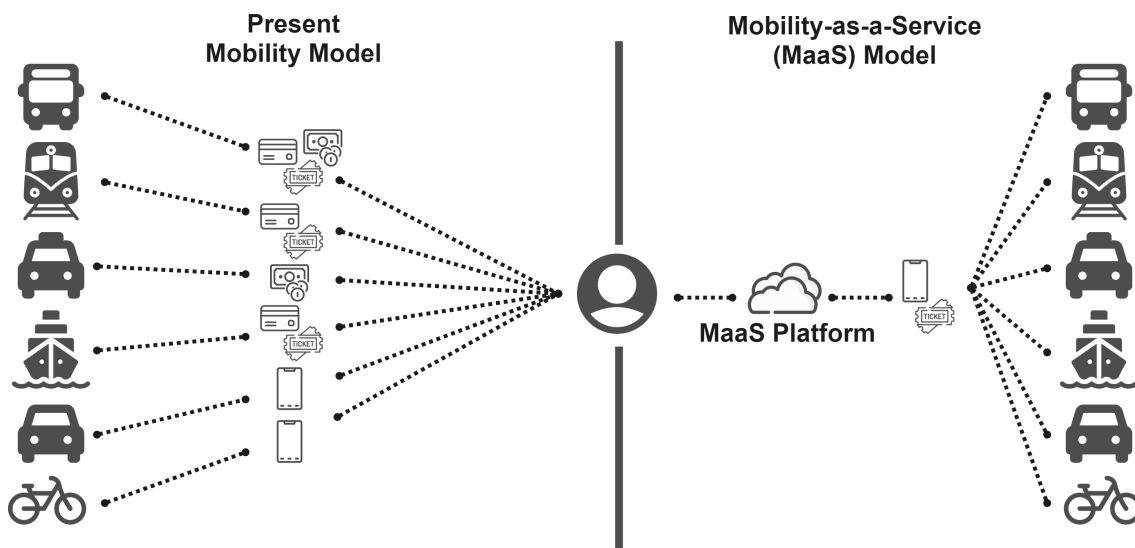 Present
Mobility Model
TICKET
TICKET
TICKET
Mobility-as-a-Service
(MaaS) Model
MaaS Platform
TICKET